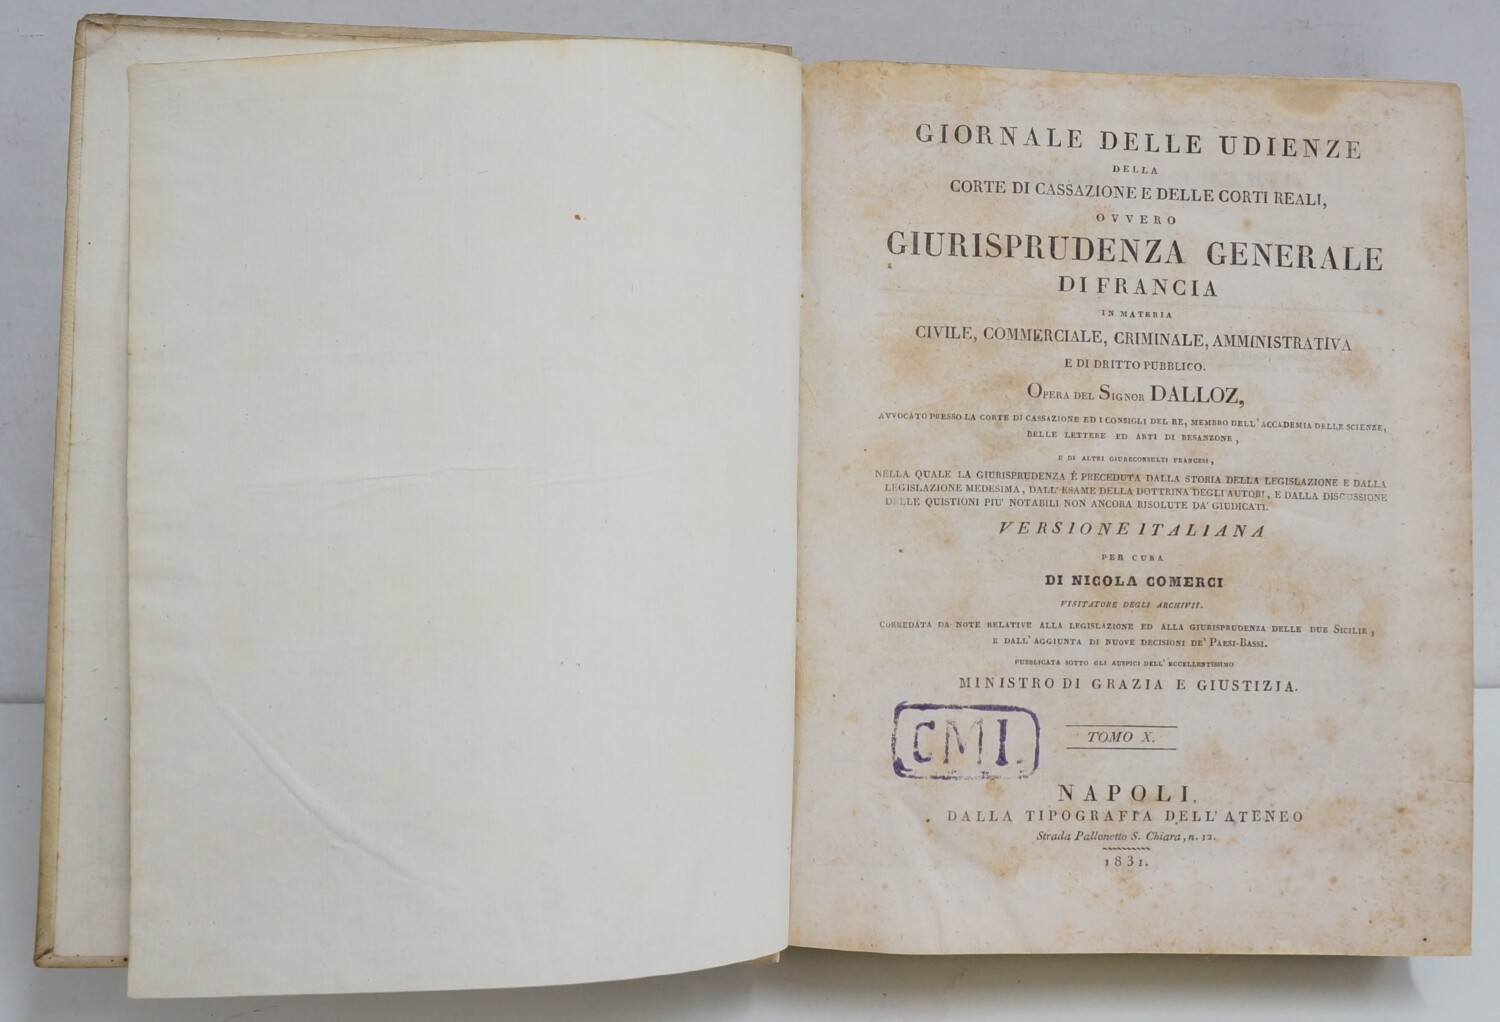 GIORNALE DELLE UDIENZE
DELLA
CORTE DI CASSAZIONE E DELLE CORTI REALI,
OVVERO
GIURISPRUDENZA GENERALE
DI FRANCIA
IN MATERIA
CIVILE, COMMERCIALE, CRIMINALE, AMMINISTRATIVA
E DI DRITTO PUBBLICO.
OPERA DEL SIGNOR DALLOZ,
AVVOCATO PRESSO LA CORTE DI CASSAZIONE ED I CONSIGLI DEL RE, MEMBRO DELL'ACCADEMIA DELLE SCIENZE,
BELLE LETTERE ED ARTI DI BESANZONE,
E DI ALTRI GIURECONSULTI FRANCESI,
NELLA QUALE LA GIURISPRUDENZA È PRECEDUTA DALLA STORIA DELLA LEGISLAZIONE E DALLA
LEGISLAZIONE MEDESIMA, DALL'ESAME DELLA DOTTRINA DEGLI AUTORI, E DALLA DISCUSSIONE
DELLE QUISTIONI PIU' NOTABILI NON ANCORA RISOLUTE DA' GIUDICATI.
VERSIONE ITALIANA
PER CURA
DI NICOLA COMERCI
VISITATORE DEGLI ARCHIVII.
CORREDATA DA NOTE RELATIVE ALLA LEGISLAZIONE ED ALLA GIURISPRUDENZA DELLE DUE SICILIE,
E DALL'AGGIUNTA DI NUOVE DECISIONI DE' PAESI-BASSI.
PUBBLICATA SOTTO GLI AUSPICI DELL'ECCELLENTISSIMO
MINISTRO DI GRAZIA E GIUSTIZIA.
CMI.
TOMO X.
NAPOLI,
DALLA TIPOGRAFIA DELL'ATENEO
Strada Pallonetto S. Chiara, n. 12.
1831.